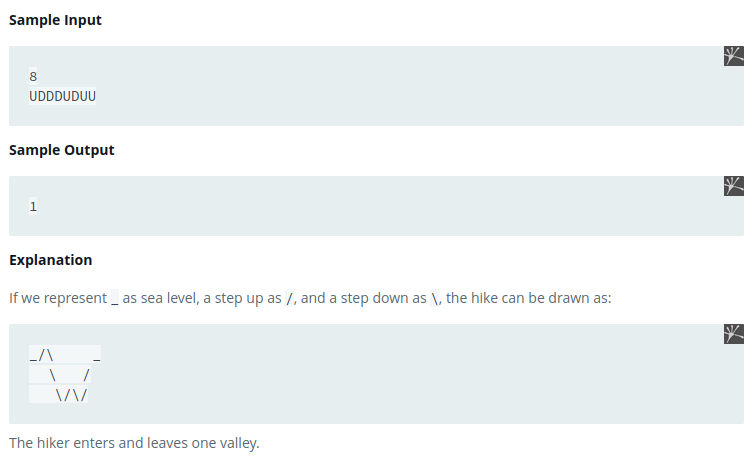 Sample Input
8
UDDDUDUU
Sample Output
1
Explanation
If we represent _ as sea level, a step up as /, and a step down as \, the hike can be drawn as:
_/\      _
   \    /
    \/\/
The hiker enters and leaves one valley.